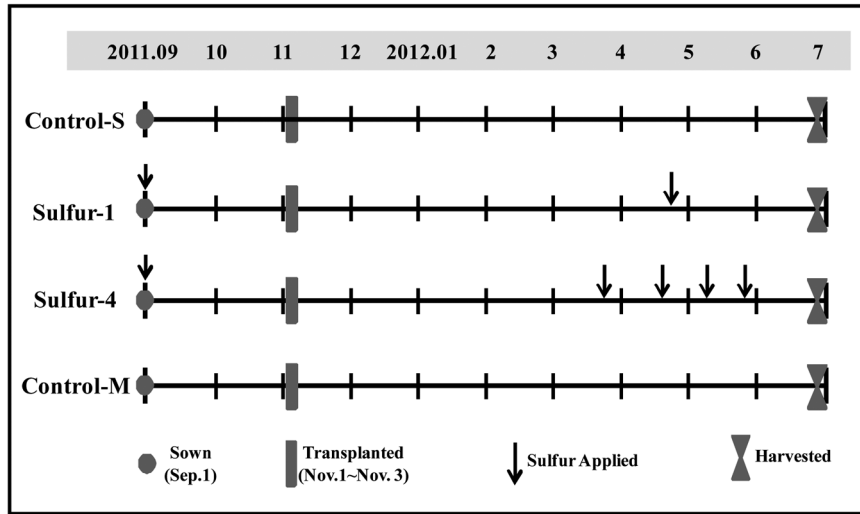 2011.09 10 11 12 2012.01 2 3 4 5 6 7
Control-S
Sulfur-1
Sulfur-4
Control-M
Sown
(Sep.1)
Transplanted
(Nov.1~Nov. 3)
Sulfur Applied
Harvested